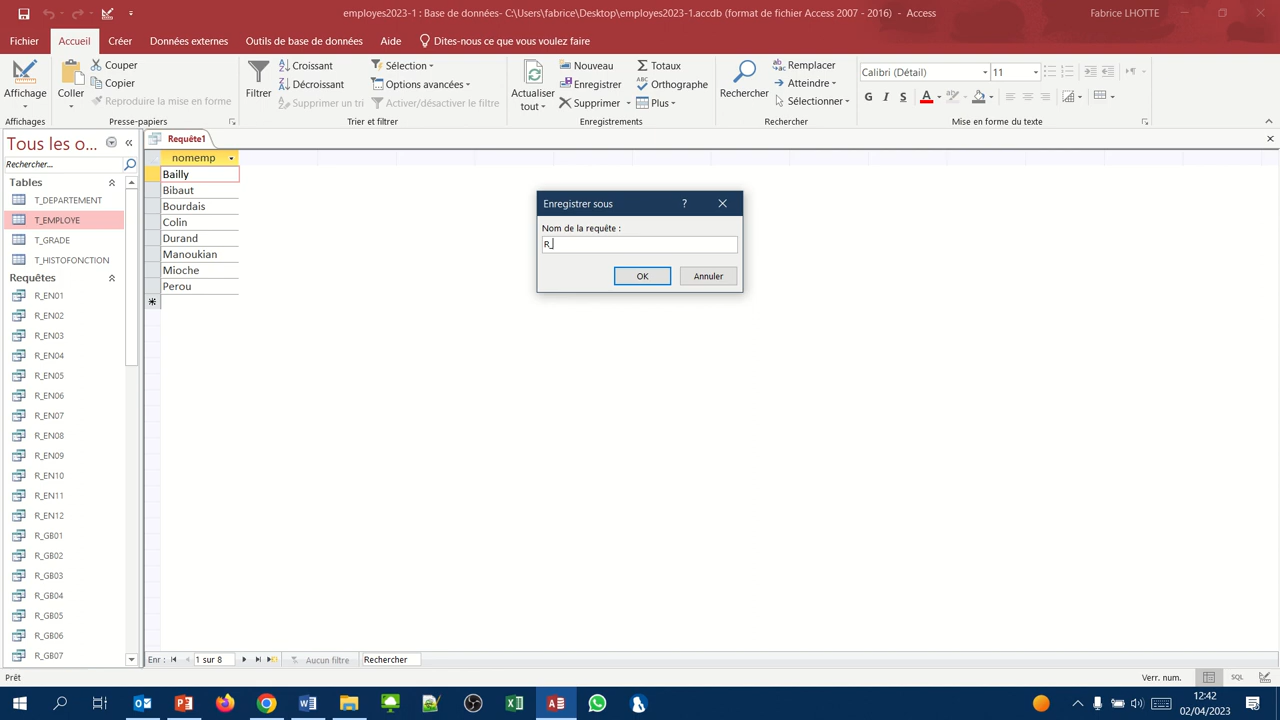 employes2023-1 : Base de données- C:\Users\fabrice\Desktop\employes2023-1.accdb (format de fichier Access 2007 - 2016) - Access
Fabrice LHOTTE
Fichier
Accueil
Créer
Données externes
Outils de base de données
Aide
Dites-nous ce que vous voulez faire
Affichage
Affichages
Coller
Couper
Copier
Reproduire la mise en forme
Presse-papiers
Filtrer
Croissant
Décroissant
Supprimer un tri
Sélection
Options avancées
Activer/désactiver le filtre
Trier et filtrer
Actualiser
tout
Nouveau
Enregistrer
Supprimer
Totaux
Orthographe
Plus
Enregistrements
Rechercher
Remplacer
Atteindre
Sélectionner
Rechercher
Calibri (Détail)
11
G
I
S
A
Mise en forme du texte
Tous les o...
Rechercher...
Tables
T_DEPARTEMENT
T_EMPLOYE
T_GRADE
T_HISTOFONCTION
Requêtes
R_EN01
R_EN02
R_EN03
R_EN04
R_EN05
R_EN06
R_EN07
R_EN08
R_EN09
R_EN10
R_EN11
R_EN12
R_GB01
R_GB02
R_GB03
R_GB04
R_GB05
R_GB06
R_GB07
Requête1
nomemp
Bailly
Bibaut
Bourdais
Colin
Durand
Manoukian
Mioche
Perou
Enregistrer sous
?
Nom de la requête :
R_
OK
Annuler
Enr :
1 sur 8
Aucun filtre
Rechercher
Prêt
Verr. num.
SQL
12:42
02/04/2023